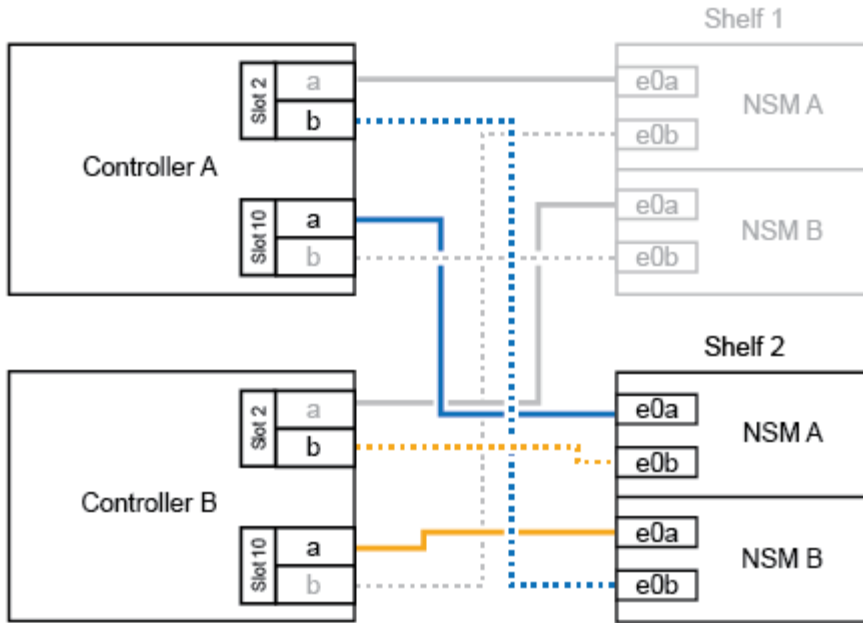 Shelf 1
Slot 2
a
b
Controller A
Slot 10
a
b
e0a
NSM A
e0b
e0a
NSM B
e0b
Shelf 2
Slot 2
a
b
Controller B
Slot 10
a
b
e0a
NSM A
e0b
e0a
NSM B
e0b